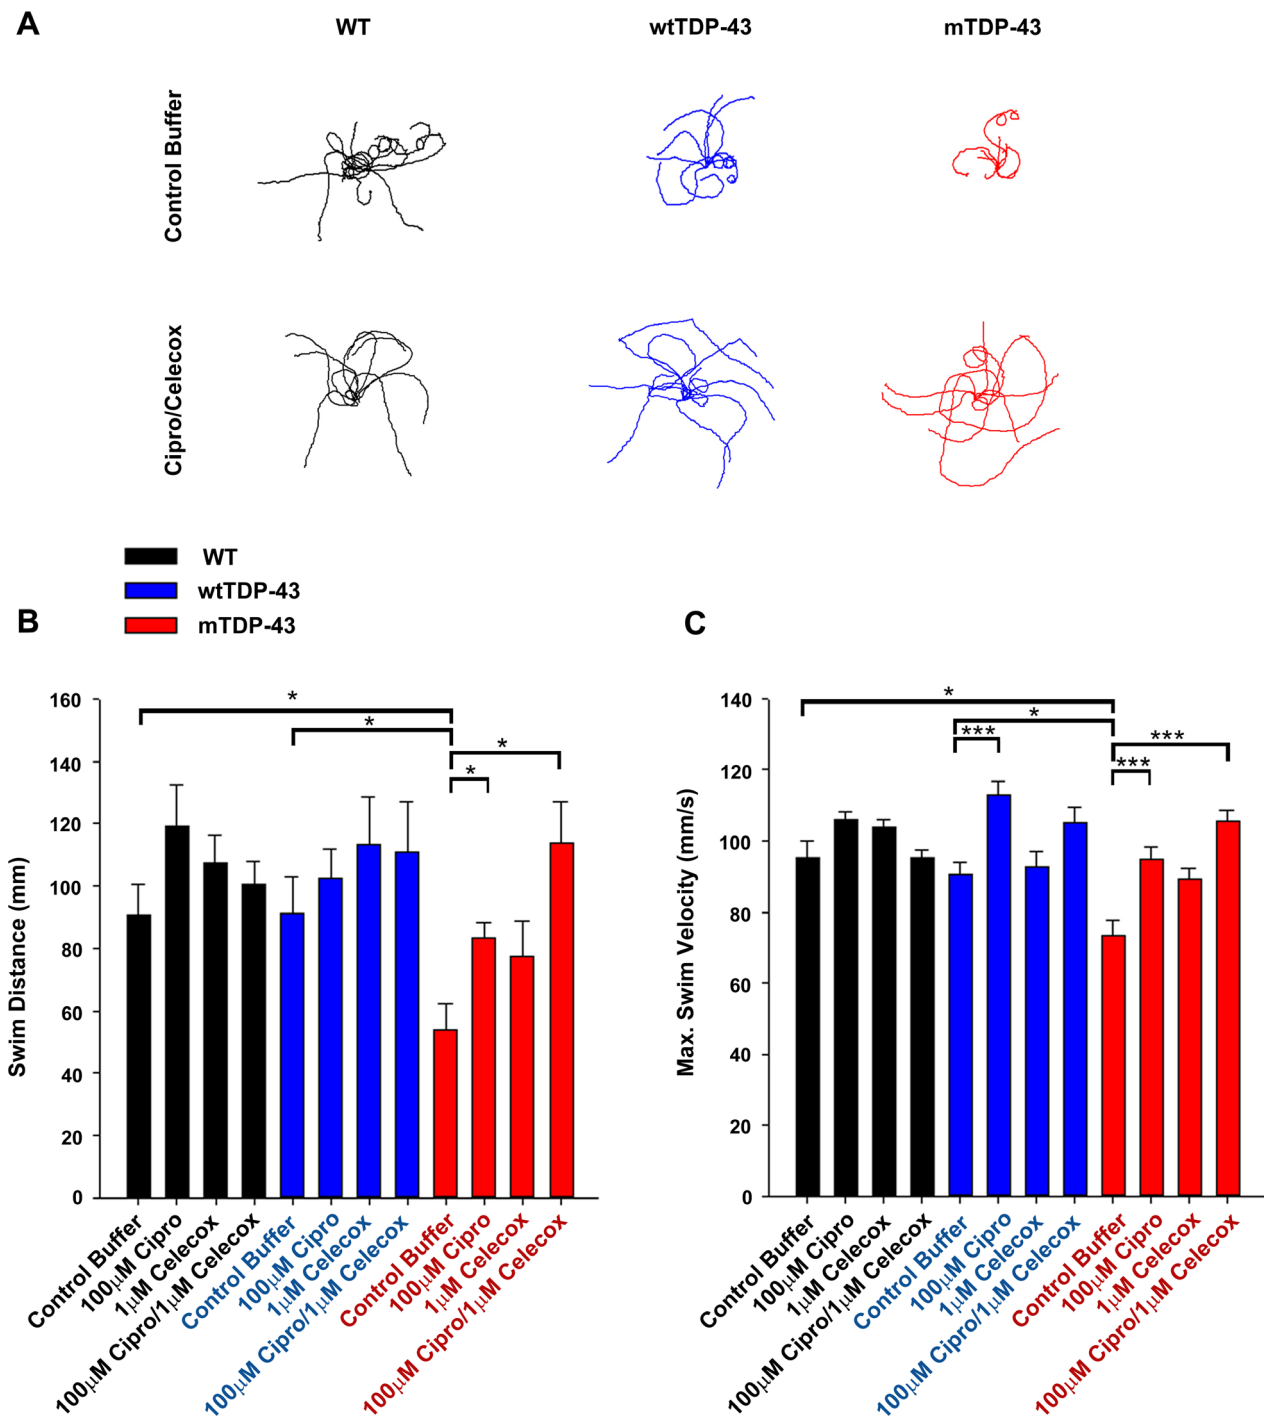 A
WT
wtTDP-43
mTDP-43
Control Buffer
Cipro/Celecox
WT
wtTDP-43
mTDP-43
B
Swim Distance (mm)
160
140
120
100
80
60
40
20
0
*
*
*
*
Control Buffer
100μM Cipro
1μM Celecox
100μM Cipro/1μM Celecox
Control Buffer
100μM Cipro
1μM Celecox
100μM Cipro/1μM Celecox
Control Buffer
100μM Cipro
1μM Celecox
100μM Cipro/1μM Celecox
C
Max. Swim Velocity (mm/s)
140
120
100
80
60
40
20
0
*
*
***
***
***
Control Buffer
100μM Cipro
1μM Celecox
100μM Cipro/1μM Celecox
Control Buffer
100μM Cipro
1μM Celecox
100μM Cipro/1μM Celecox
Control Buffer
100μM Cipro
1μM Celecox
100μM Cipro/1μM Celecox